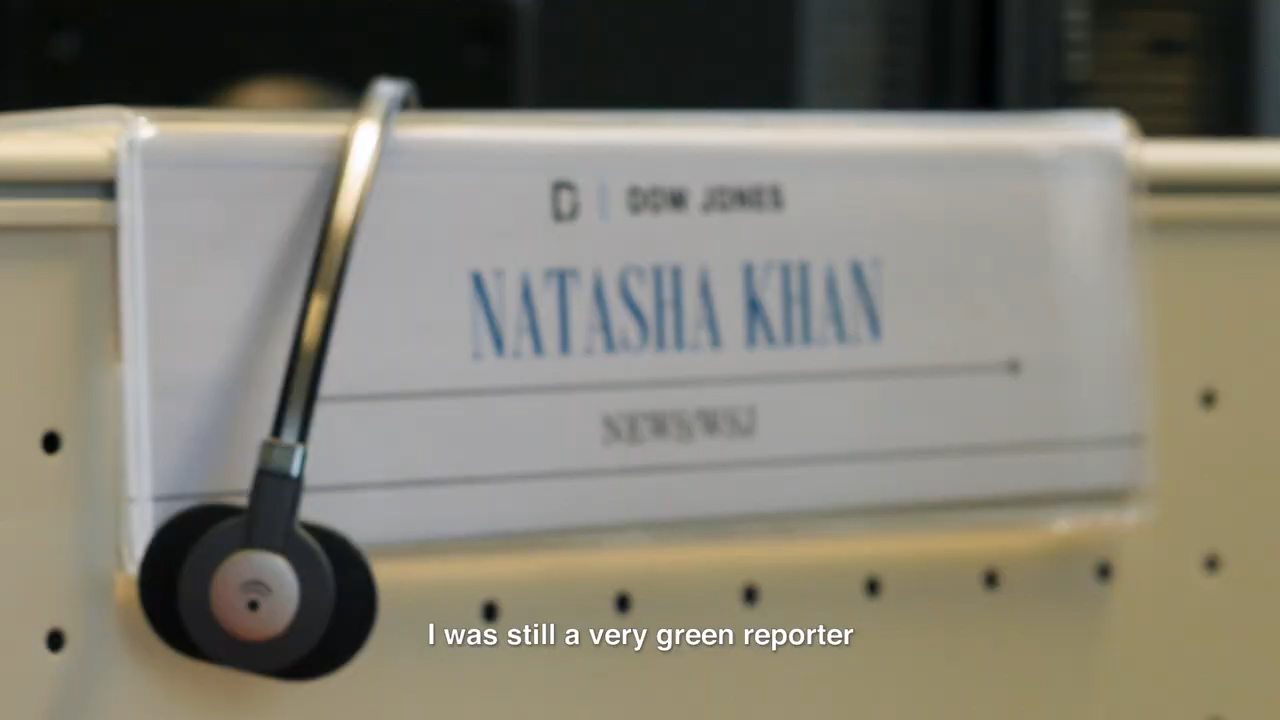 D | DOW JONES
NATASHA KHAN
NEWS/WSJ
I was still a very green reporter